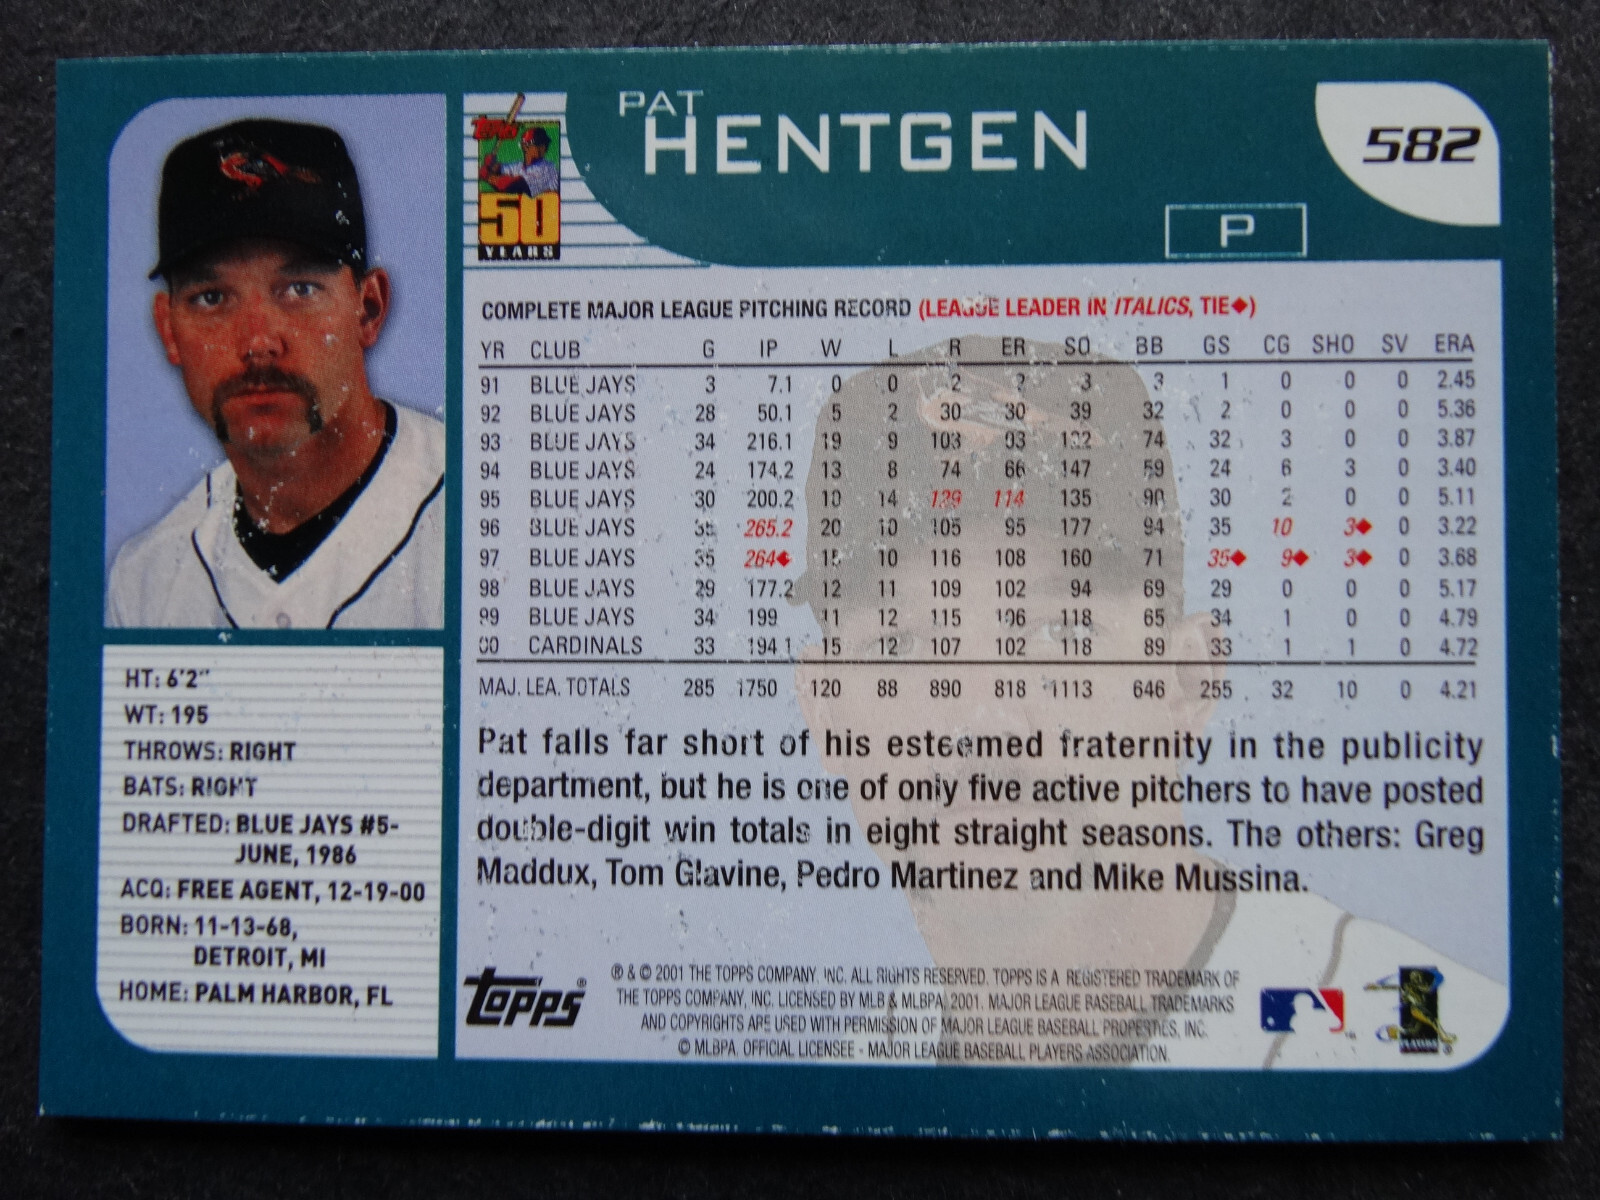 PAT
HENTGEN
582
P
Topps
50
YEARS
COMPLETE MAJOR LEAGUE PITCHING RECORD (LEAGUE LEADER IN ITALICS, TIE◆)
YR CLUB G IP W L R ER SO BB GS CG SHO SV ERA
91 BLUE JAYS 3 7.1 0 0 2 2 3 3 1 0 0 0 2.45
92 BLUE JAYS 28 50.1 5 2 30 30 39 32 2 0 0 0 5.36
93 BLUE JAYS 34 216.1 19 9 103 93 122 74 32 3 0 0 3.87
94 BLUE JAYS 24 174.2 13 8 74 66 147 59 24 6 3 0 3.40
95 BLUE JAYS 30 200.2 10 14 129 114 135 90 30 2 0 0 5.11
96 BLUE JAYS 35 265.2 20 10 105 95 177 94 35 10 3◆ 0 3.22
97 BLUE JAYS 35 264◆ 15 10 116 108 160 71 35◆ 9◆ 3◆ 0 3.68
98 BLUE JAYS 29 177.2 12 11 109 102 94 69 29 0 0 0 5.17
99 BLUE JAYS 34 199 11 12 115 106 118 65 34 1 0 0 4.79
00 CARDINALS 33 194.1 15 12 107 102 118 89 33 1 1 0 4.72
MAJ. LEA. TOTALS 285 1750 120 88 890 818 1113 646 255 32 10 0 4.21
Pat falls far short of his esteemed fraternity in the publicity
department, but he is one of only five active pitchers to have posted
double-digit win totals in eight straight seasons. The others: Greg
Maddux, Tom Glavine, Pedro Martinez and Mike Mussina.
HT: 6'2"
WT: 195
THROWS: RIGHT
BATS: RIGHT
DRAFTED: BLUE JAYS #5-
JUNE, 1986
ACQ: FREE AGENT, 12-19-00
BORN: 11-13-68,
DETROIT, MI
HOME: PALM HARBOR, FL
Topps®
® & © 2001 THE TOPPS COMPANY, INC. ALL RIGHTS RESERVED. TOPPS IS A REGISTERED TRADEMARK OF
THE TOPPS COMPANY, INC. LICENSED BY MLB & MLBPA, 2001. MAJOR LEAGUE BASEBALL TRADEMARKS
AND COPYRIGHTS ARE USED WITH PERMISSION OF MAJOR LEAGUE BASEBALL PROPERTIES, INC.
© MLBPA. OFFICIAL LICENSEE - MAJOR LEAGUE BASEBALL PLAYERS ASSOCIATION.